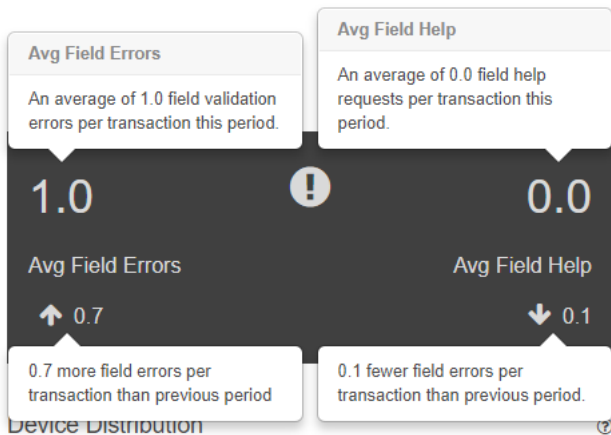 Avg Field Errors
An average of 1.0 field validation
errors per transaction this period.
Avg Field Help
An average of 0.0 field help
requests per transaction this
period.
1.0
0.0
Avg Field Errors
Avg Field Help
0.7
0.1
0.7 more field errors per
transaction than previous period
0.1 fewer field errors per
transaction than previous period.
Device Distribution